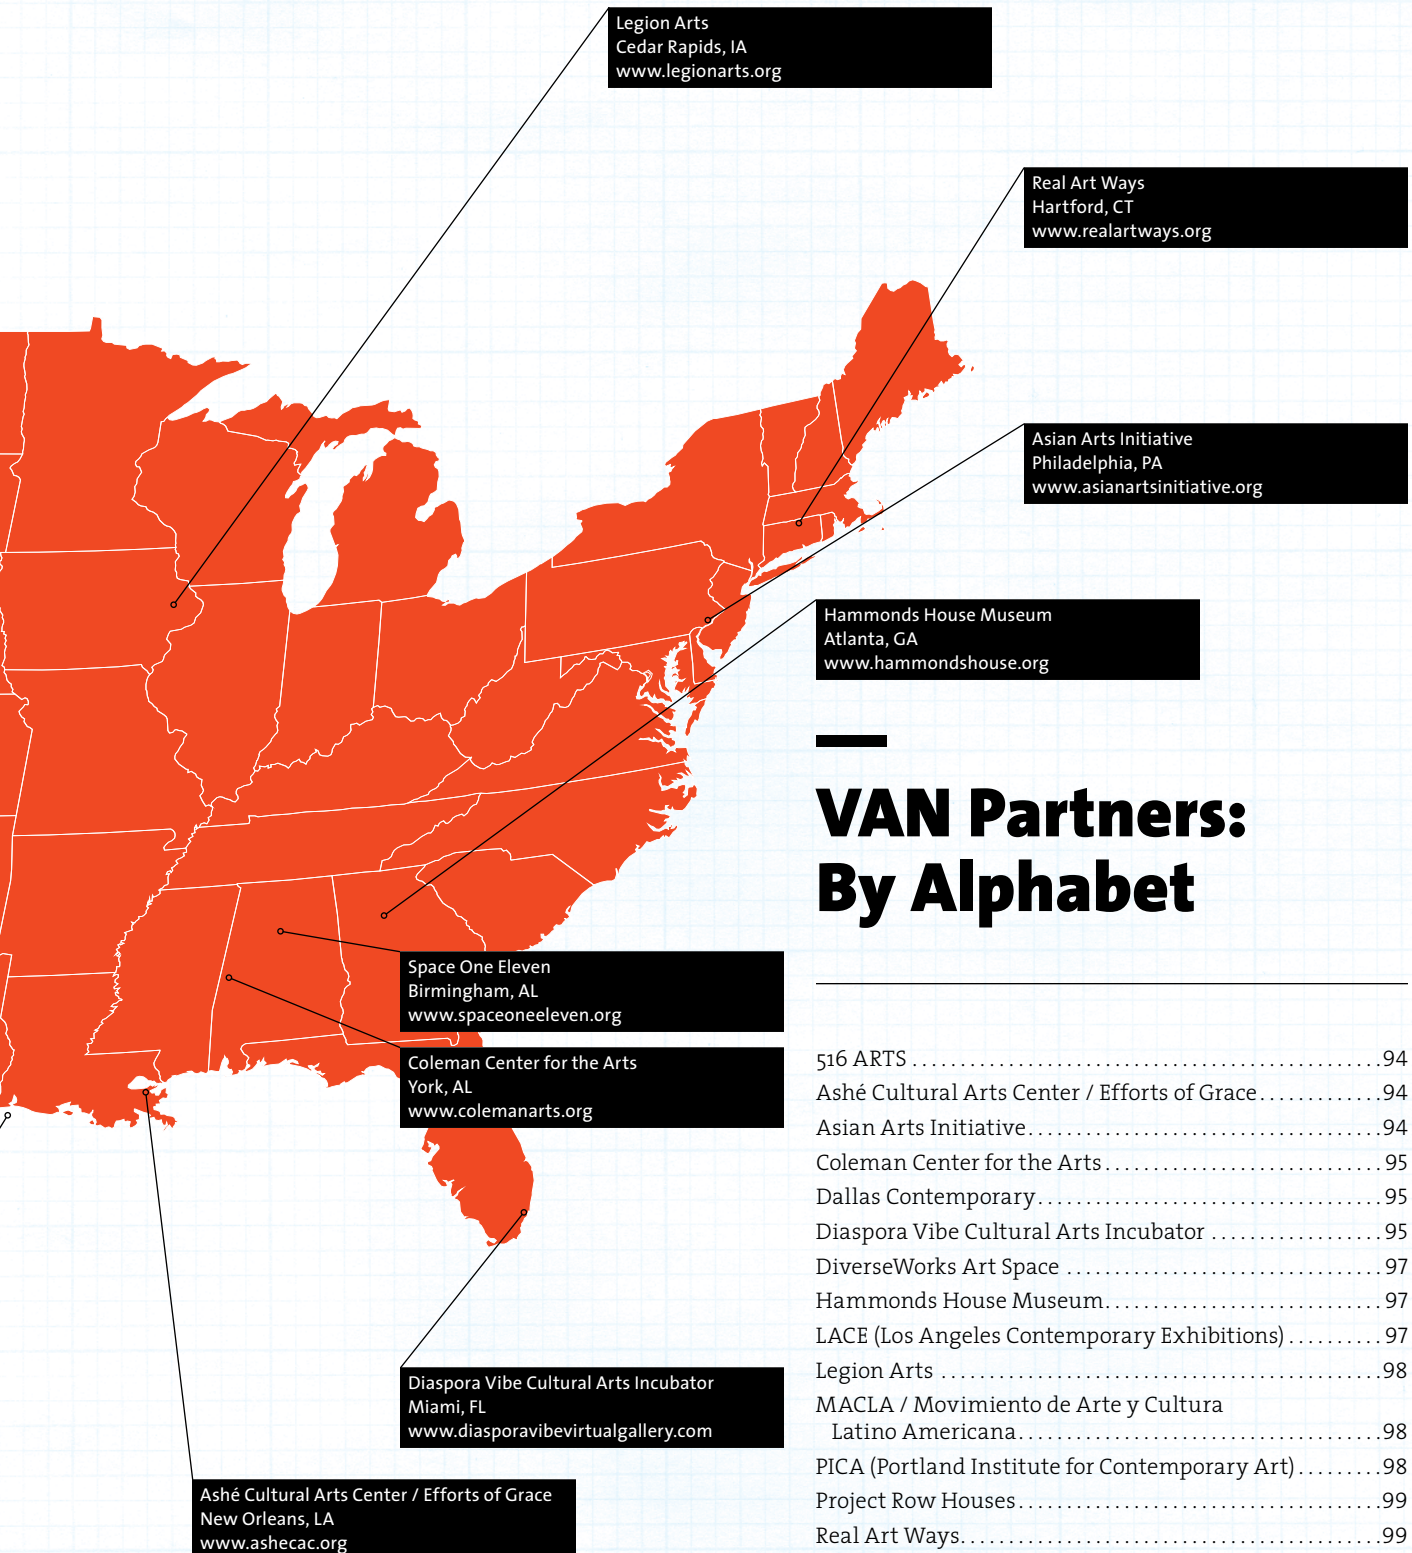 Legion Arts
Cedar Rapids, IA
www.legionarts.org
Real Art Ways
Hartford, CT
www.realartways.org
Asian Arts Initiative
Philadelphia, PA
www.asianartsinitiative.org
Hammonds House Museum
Atlanta, GA
www.hammondshouse.org
Space One Eleven
Birmingham, AL
www.spaceoneeleven.org
Coleman Center for the Arts
York, AL
www.colemanarts.org
Diaspora Vibe Cultural Arts Incubator
Miami, FL
www.diasporavibevirtualgallery.com
Ashé Cultural Arts Center / Efforts of Grace
New Orleans, LA
www.ashecac.org
VAN Partners:
By Alphabet
516 ARTS ................................................. 94
Ashé Cultural Arts Center / Efforts of Grace ............. 94
Asian Arts Initiative ..................................... 94
Coleman Center for the Arts ............................. 95
Dallas Contemporary .................................... 95
Diaspora Vibe Cultural Arts Incubator .................. 95
DiverseWorks Art Space ................................. 97
Hammonds House Museum ............................. 97
LACE (Los Angeles Contemporary Exhibitions) .......... 97
Legion Arts .............................................. 98
MACLA / Movimiento de Arte y Cultura
Latino Americana ...................................... 98
PICA (Portland Institute for Contemporary Art) ......... 98
Project Row Houses ...................................... 99
Real Art Ways ............................................ 99